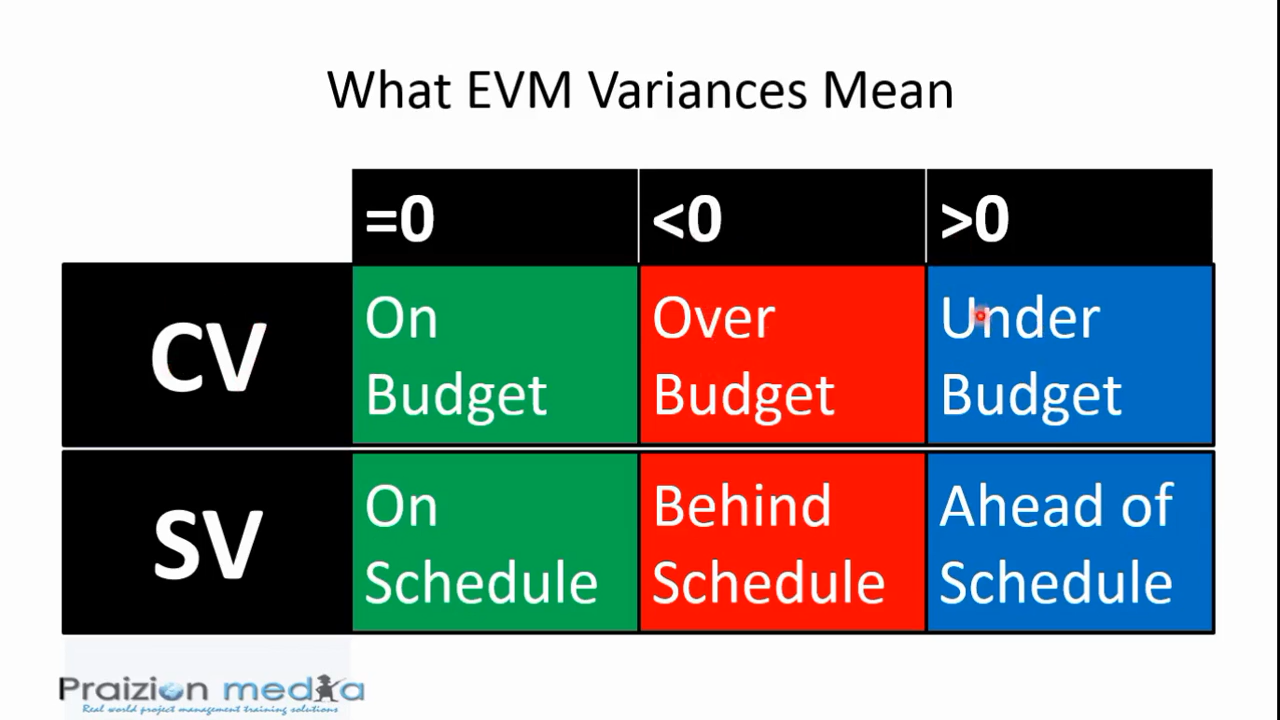 What EVM Variances Mean
=0 <0 >0
CV
On Budget
Over Budget
Under Budget
SV
On Schedule
Behind Schedule
Ahead of Schedule
Praizion media
Real world project management training solutions